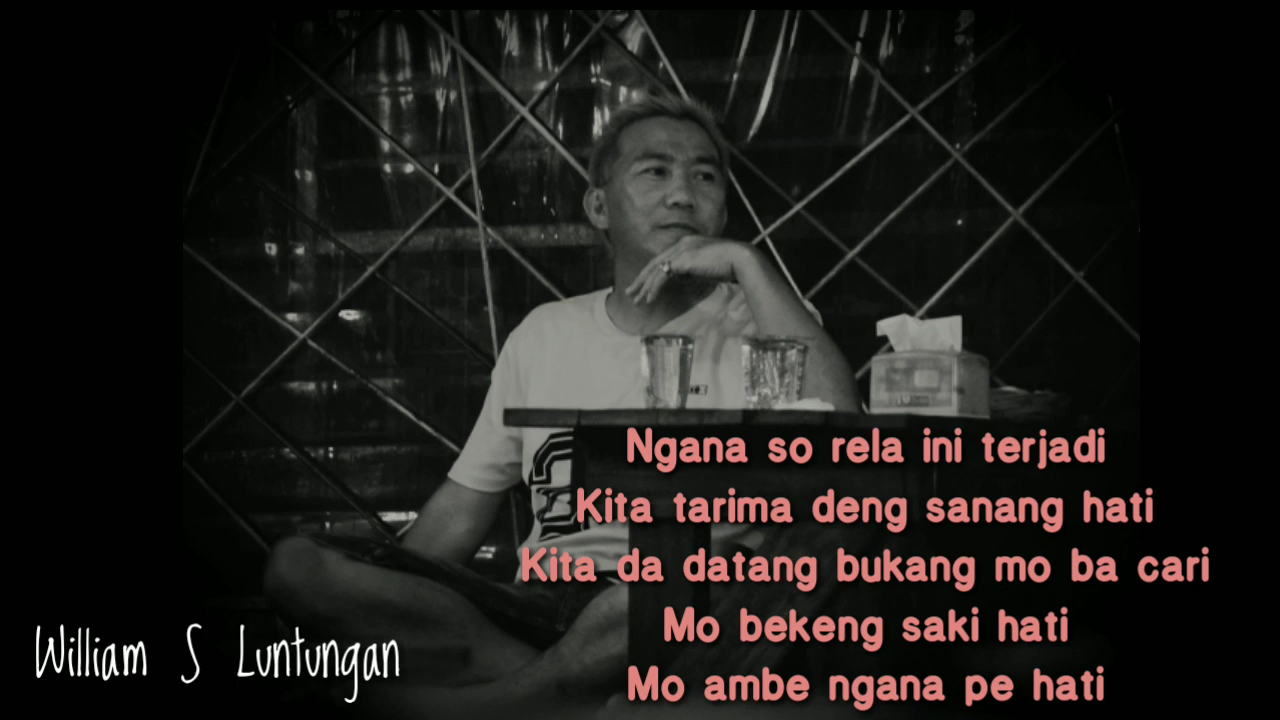 Ngana so rela ini terjadi
Kita tarima deng sanang hati
Kita da datang bukang mo ba cari
Mo bekeng saki hati
Mo ambe ngana pe hati
William S Luntungan